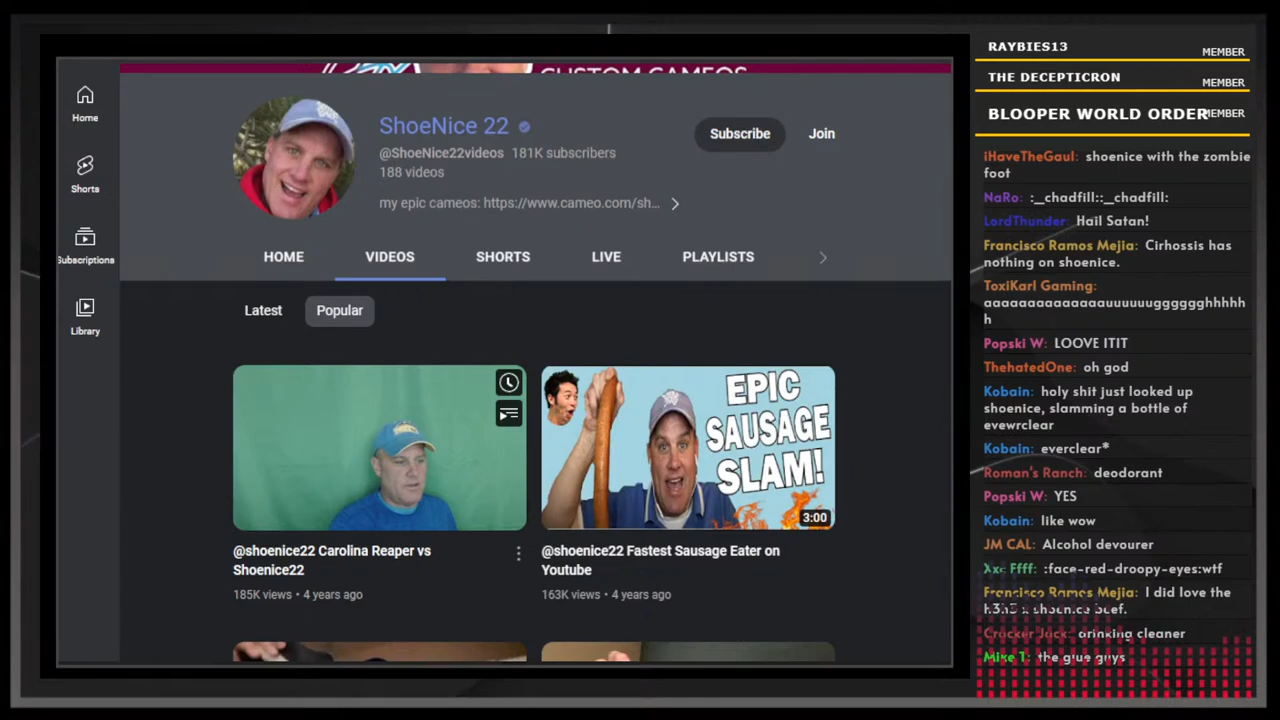 CUSTOM CAMEOS
Home
Shorts
Subscriptions
Library
ShoeNice 22
@ShoeNice22videos 181K subscribers
188 videos
my epic cameos: https://www.cameo.com/sh...
Subscribe
Join
HOME
VIDEOS
SHORTS
LIVE
PLAYLISTS
Latest
Popular
@shoenice22 Carolina Reaper vs
Shoenice22
185K views • 4 years ago
EPIC
SAUSAGE
SLAM!
3:00
@shoenice22 Fastest Sausage Eater on
Youtube
163K views • 4 years ago
RAYBIES13 MEMBER
THE DECEPTICRON MEMBER
BLOOPER WORLD ORDER MEMBER
iHaveTheGaul: shoenice with the zombie
foot
NaRo: :_chadfill::_chadfill:
LordThunder: Hail Satan!
Francisco Ramos Mejia: Cirhossis has
nothing on shoenice.
ToxiKarl Gaming:
aaaaaaaaaaaaaauuuuuuggggggghhhhh
h
Popski W: LOOVE ITIT
ThehatedOne: oh god
Kobain: holy shit just looked up
shoenice, slamming a bottle of
evewrclear
Kobain: everclear*
Roman's Ranch: deodorant
Popski W: YES
Kobain: like wow
JM CAL: Alcohol devourer
Xxc Ffff: :face-red-droopy-eyes:wtf
Francisco Ramos Mejia: I did love the
h3h3 x shoenice beef.
Cracker Jack: drinking cleaner
Mike T: the glue guys